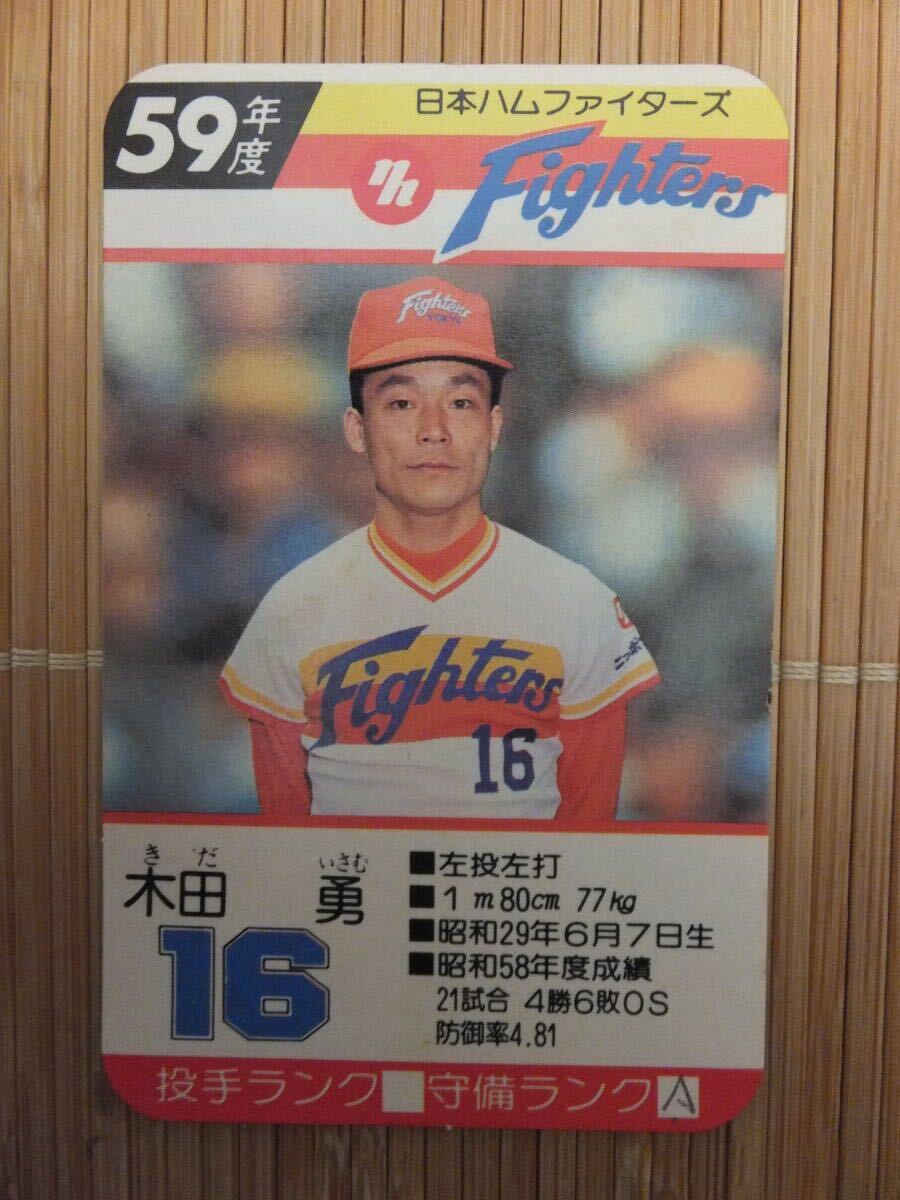 59年度
日本ハムファイターズ
nh
Fighters
Fighters
TOKYO
Fighters
16
きだ いさむ
木田 勇
16
■左投左打
■1m80cm 77kg
■昭和29年6月7日生
■昭和58年度成績
21試合 4勝6敗0S
防御率4.81
投手ランク 守備ランク A